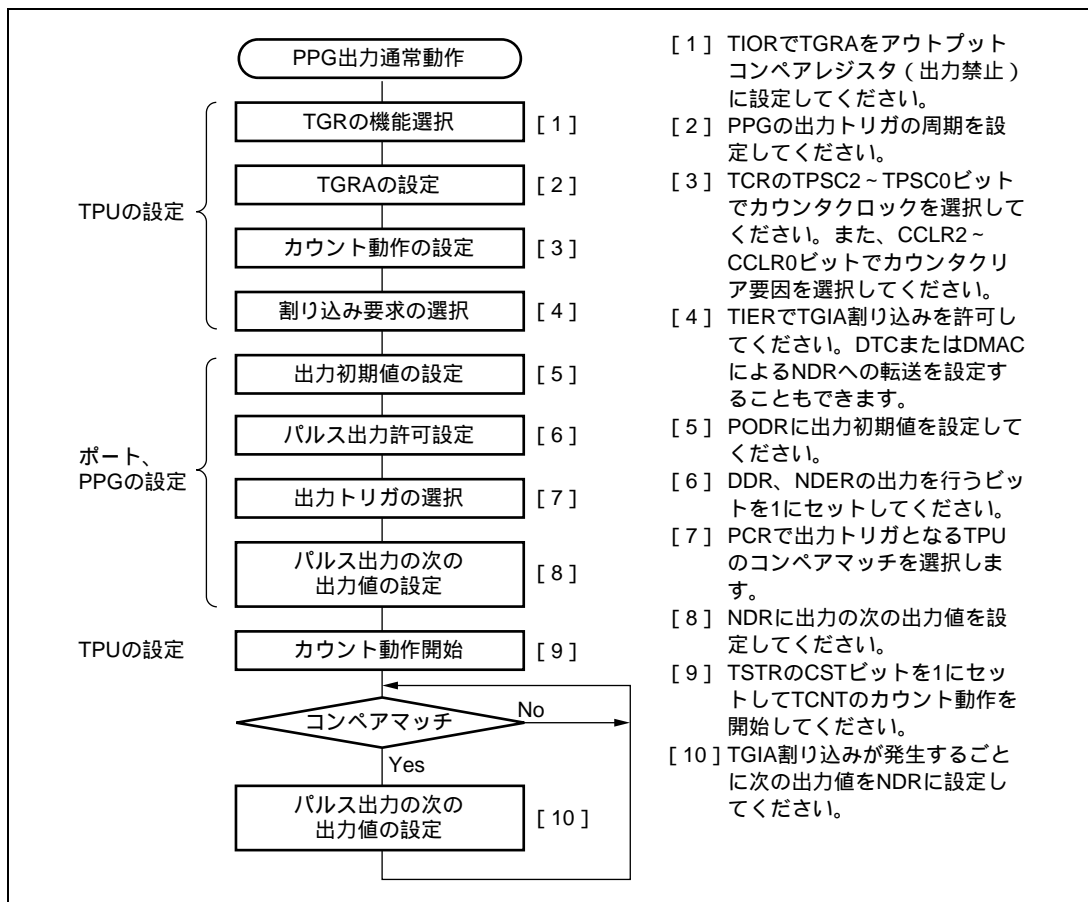 PPG出力通常動作
TGRの機能選択 [ 1 ]
TGRAの設定 [ 2 ]
TPUの設定
カウント動作の設定 [ 3 ]
割り込み要求の選択 [ 4 ]
出力初期値の設定 [ 5 ]
パルス出力許可設定 [ 6 ]
ポート、
PPGの設定
出力トリガの選択 [ 7 ]
パルス出力の次の
出力値の設定 [ 8 ]
TPUの設定
カウント動作開始 [ 9 ]
コンペアマッチ
No
Yes
パルス出力の次の
出力値の設定 [ 10 ]
[ 1 ] TIORでTGRAをアウトプット
コンペアレジスタ(出力禁止)
に設定してください。
[ 2 ] PPGの出力トリガの周期を設
定してください。
[ 3 ] TCRのTPSC2~TPSC0ビット
でカウンタクロックを選択して
ください。また、CCLR2~
CCLR0ビットでカウンタクリ
ア要因を選択してください。
[ 4 ] TIERでTGIA割り込みを許可し
てください。DTCまたはDMAC
によるNDRへの転送を設定す
ることもできます。
[ 5 ] PODRに出力初期値を設定して
ください。
[ 6 ] DDR、NDERの出力を行うビッ
トを1にセットしてください。
[ 7 ] PCRで出力トリガとなるTPU
のコンペアマッチを選択しま
す。
[ 8 ] NDRに出力の次の出力値を設
定してください。
[ 9 ] TSTRのCSTビットを1にセッ
トしてTCNTのカウント動作を
開始してください。
[ 10 ] TGIA割り込みが発生するごと
に次の出力値をNDRに設定し
てください。